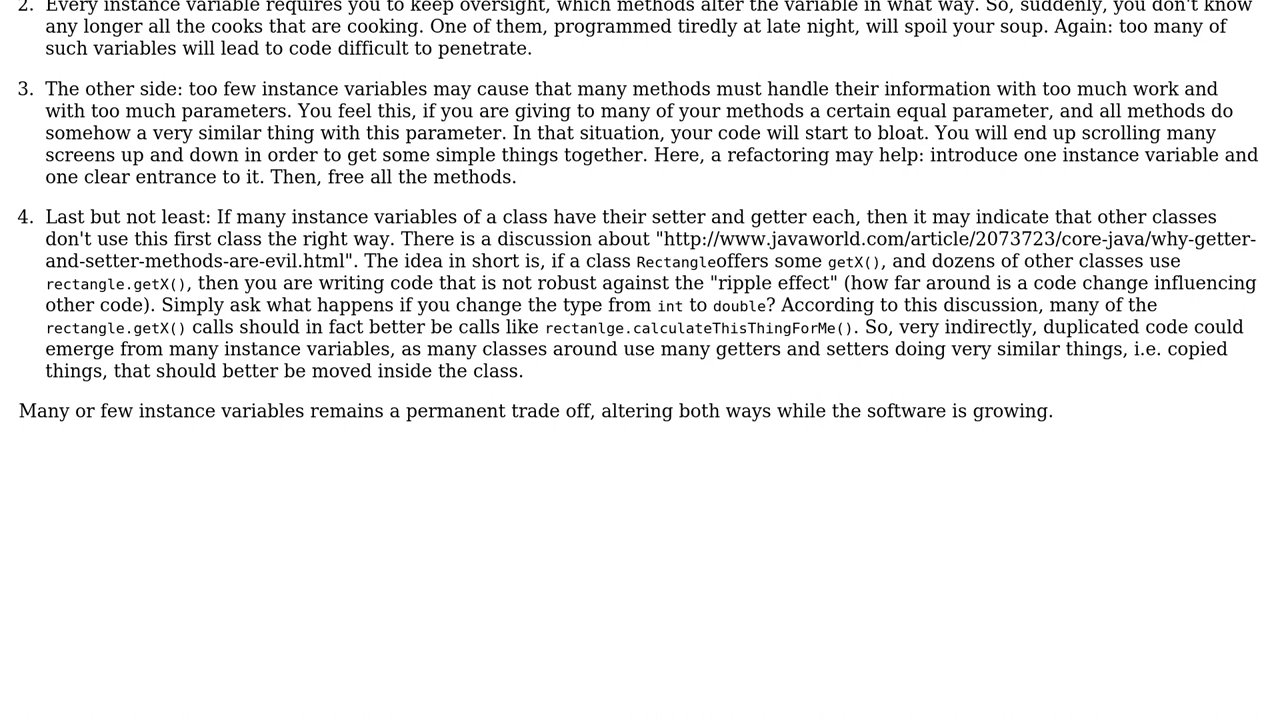 2. Every instance variable requires you to keep oversight, which methods alter the variable in what way. So, suddenly, you don't know
any longer all the cooks that are cooking. One of them, programmed tiredly at late night, will spoil your soup. Again: too many of
such variables will lead to code difficult to penetrate.
3. The other side: too few instance variables may cause that many methods must handle their information with too much work and
with too much parameters. You feel this, if you are giving to many of your methods a certain equal parameter, and all methods do
somehow a very similar thing with this parameter. In that situation, your code will start to bloat. You will end up scrolling many
screens up and down in order to get some simple things together. Here, a refactoring may help: introduce one instance variable and
one clear entrance to it. Then, free all the methods.
4. Last but not least: If many instance variables of a class have their setter and getter each, then it may indicate that other classes
don't use this first class the right way. There is a discussion about "http://www.javaworld.com/article/2073723/core-java/why-getter-
and-setter-methods-are-evil.html". The idea in short is, if a class Rectangleoffers some getX(), and dozens of other classes use
rectangle.getX(), then you are writing code that is not robust against the "ripple effect" (how far around is a code change influencing
other code). Simply ask what happens if you change the type from int to double? According to this discussion, many of the
rectangle.getX() calls should in fact better be calls like rectanlge.calculateThisThingForMe(). So, very indirectly, duplicated code could
emerge from many instance variables, as many classes around use many getters and setters doing very similar things, i.e. copied
things, that should better be moved inside the class.
Many or few instance variables remains a permanent trade off, altering both ways while the software is growing.